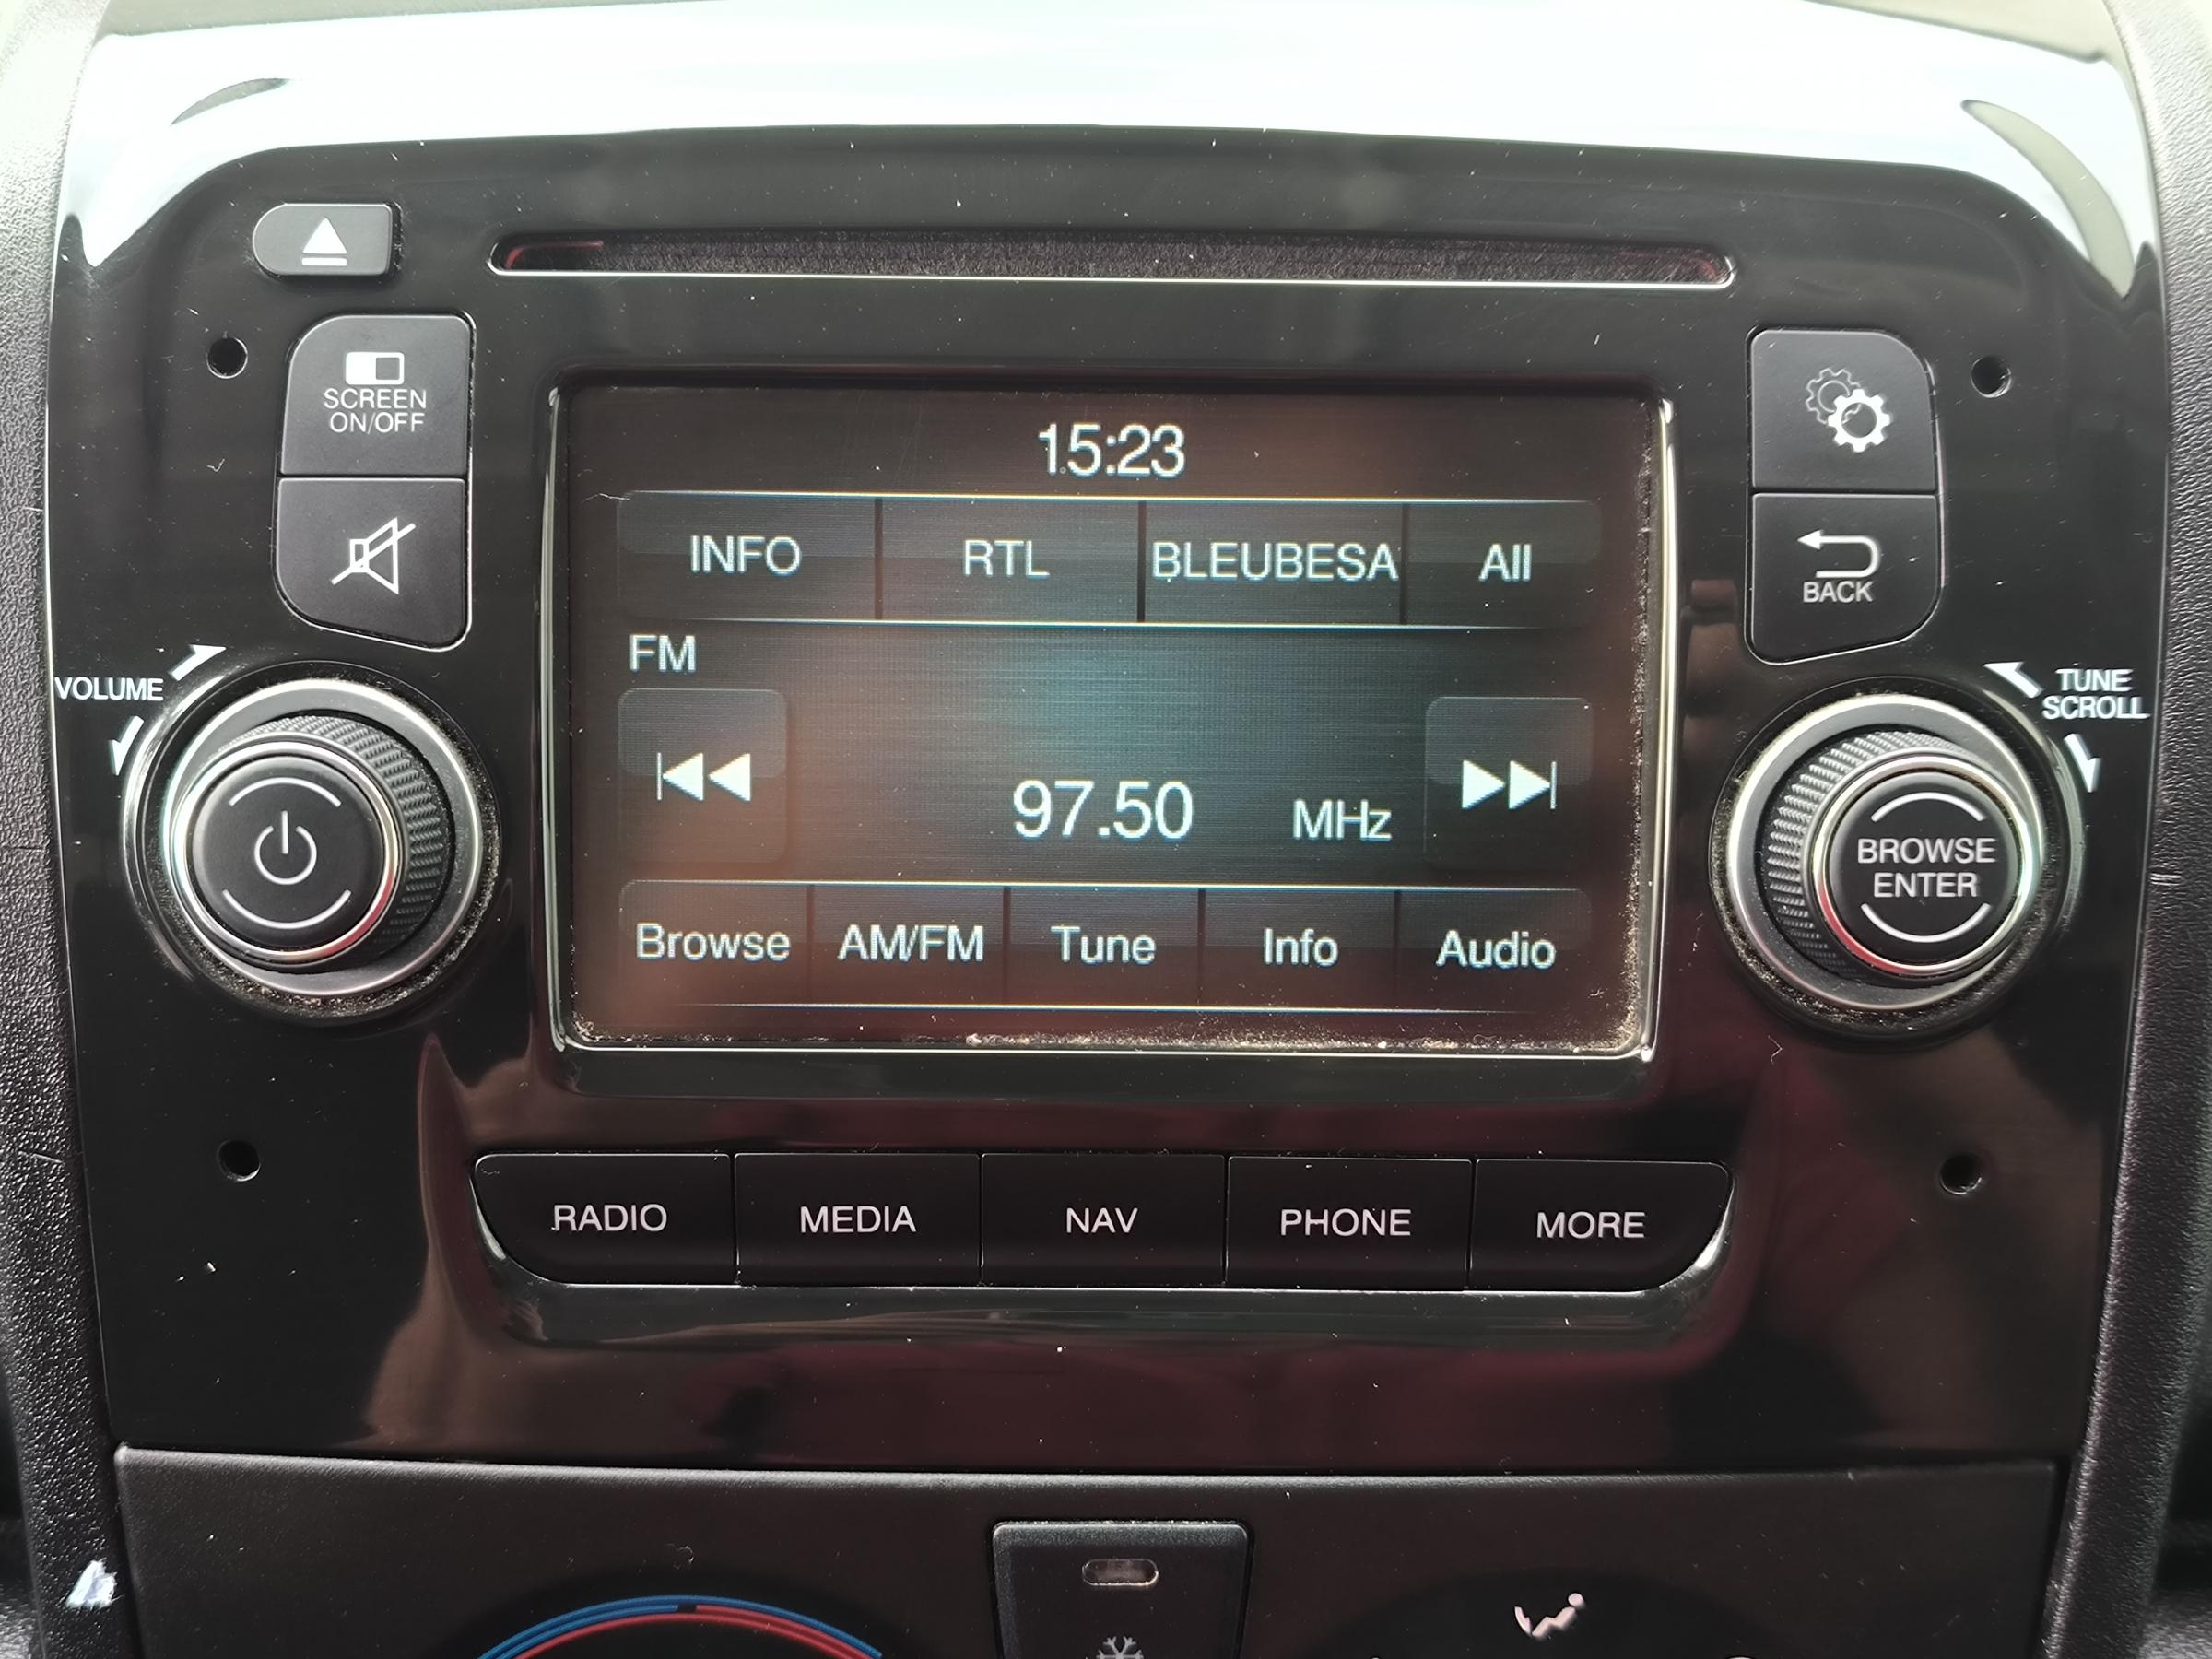 SCREEN
ON/OFF
VOLUME
15:23
INFO RTL BLEUBESA All
FM
97.50 MHz
Browse AM/FM Tune Info Audio
BACK
TUNE
SCROLL
BROWSE
ENTER
RADIO MEDIA NAV PHONE MORE